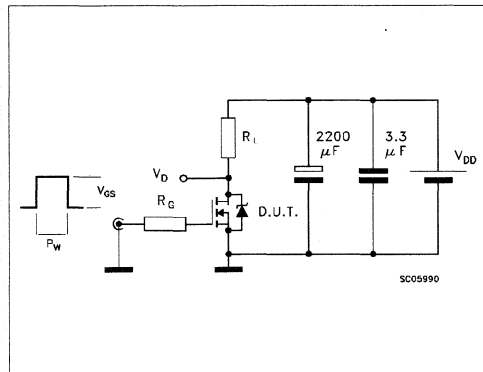 R_L
2200 μF
3.3 μF
V_DD
V_D
V_GS
R_G
D.U.T.
P_W
SC05990